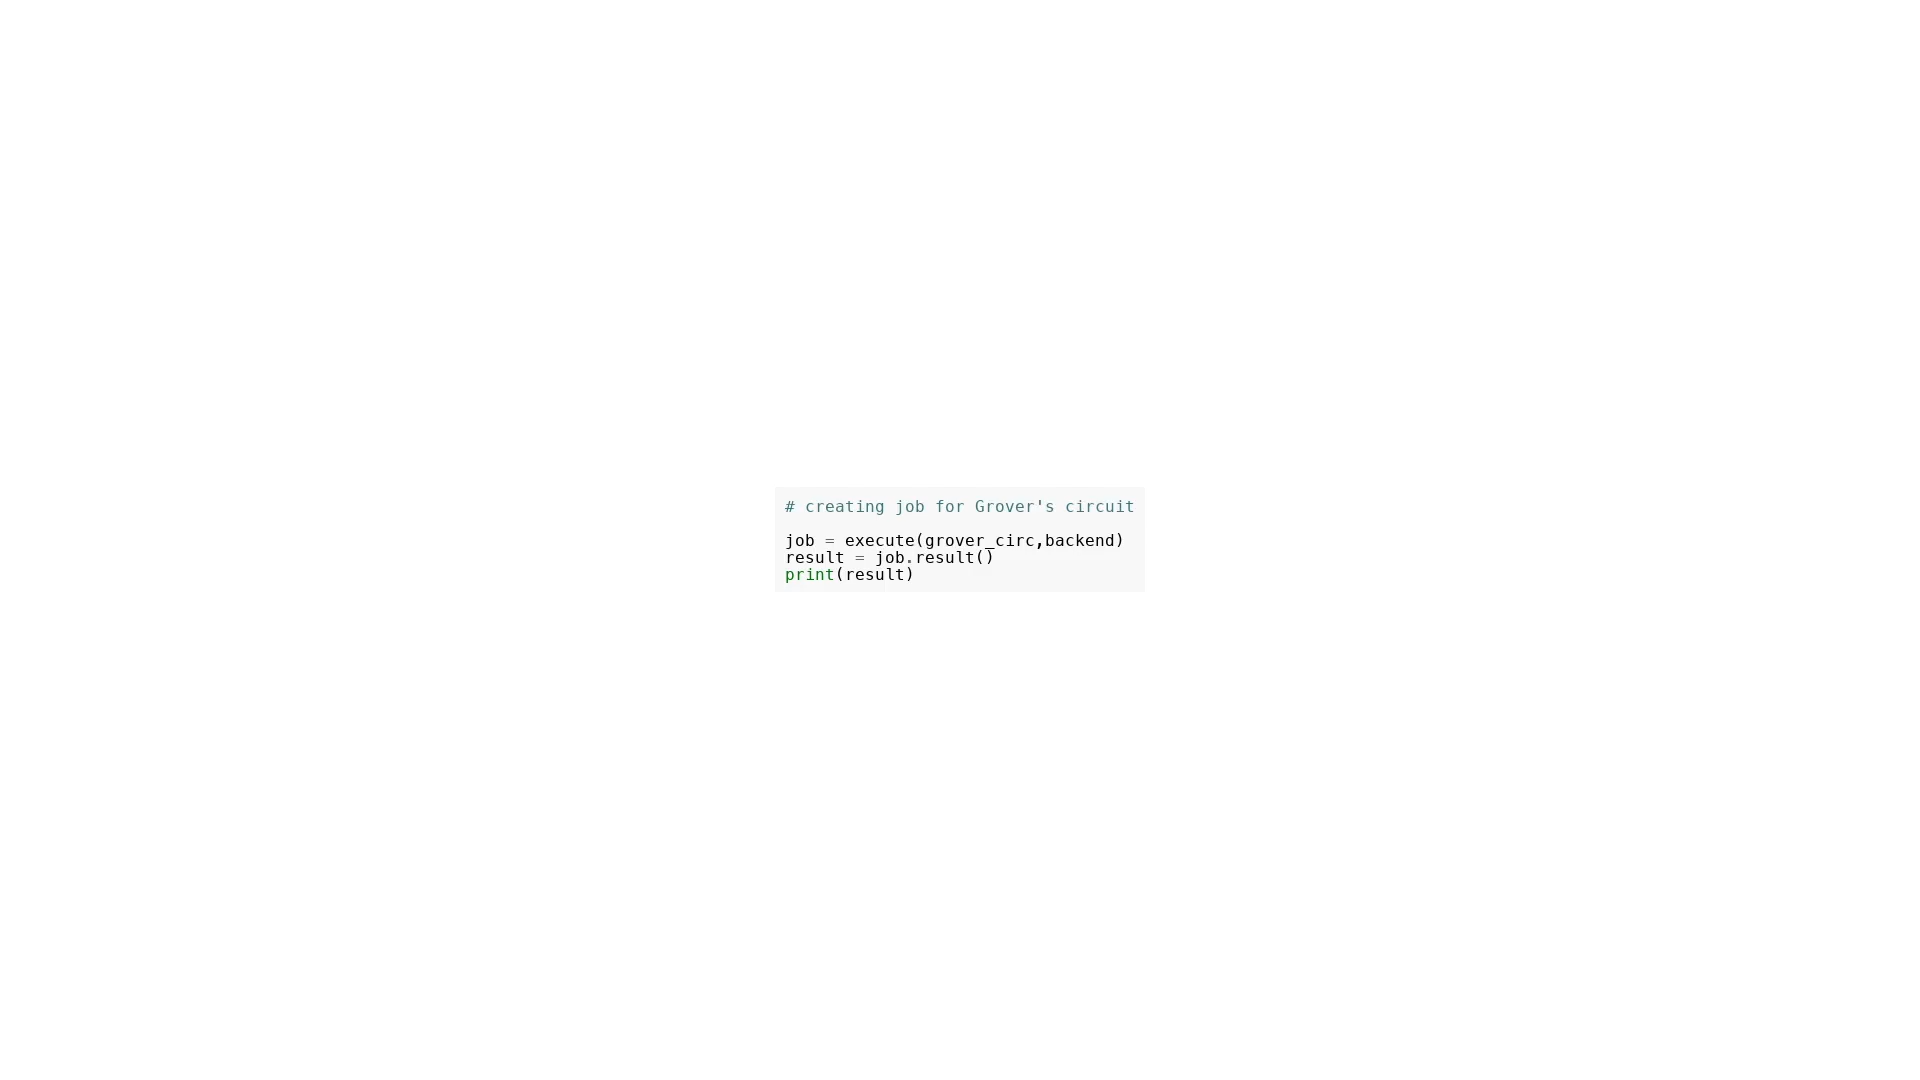 # creating job for Grover's circuit
job = execute(grover_circ,backend)
result = job.result()
print(result)